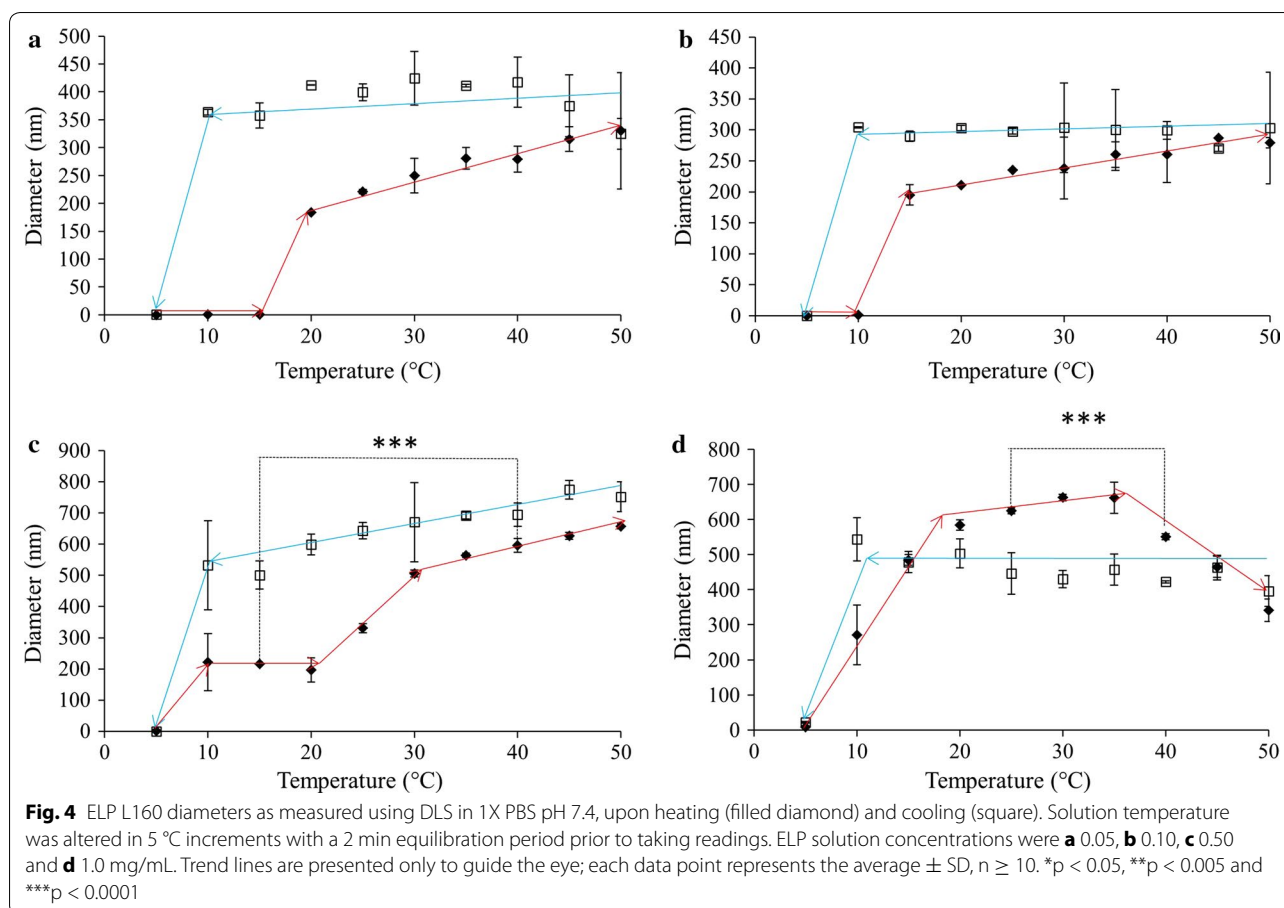 a
500
450
400
350
300
250
200
150
100
50
0
Diameter (nm)
0 10 20 30 40 50
Temperature (°C)
b
450
400
350
300
250
200
150
100
50
0
Diameter (nm)
0 10 20 30 40 50
Temperature (°C)
c
***
900
800
700
600
500
400
300
200
100
0
Diameter (nm)
0 10 20 30 40 50
Temperature (°C)
d
***
800
700
600
500
400
300
200
100
0
Diameter (nm)
0 10 20 30 40 50
Temperature (°C)
Fig. 4 ELP L160 diameters as measured using DLS in 1X PBS pH 7.4, upon heating (filled diamond) and cooling (square). Solution temperature
was altered in 5 °C increments with a 2 min equilibration period prior to taking readings. ELP solution concentrations were a 0.05, b 0.10, c 0.50
and d 1.0 mg/mL. Trend lines are presented only to guide the eye; each data point represents the average ± SD, n ≥ 10. *p < 0.05, **p < 0.005 and
***p < 0.0001